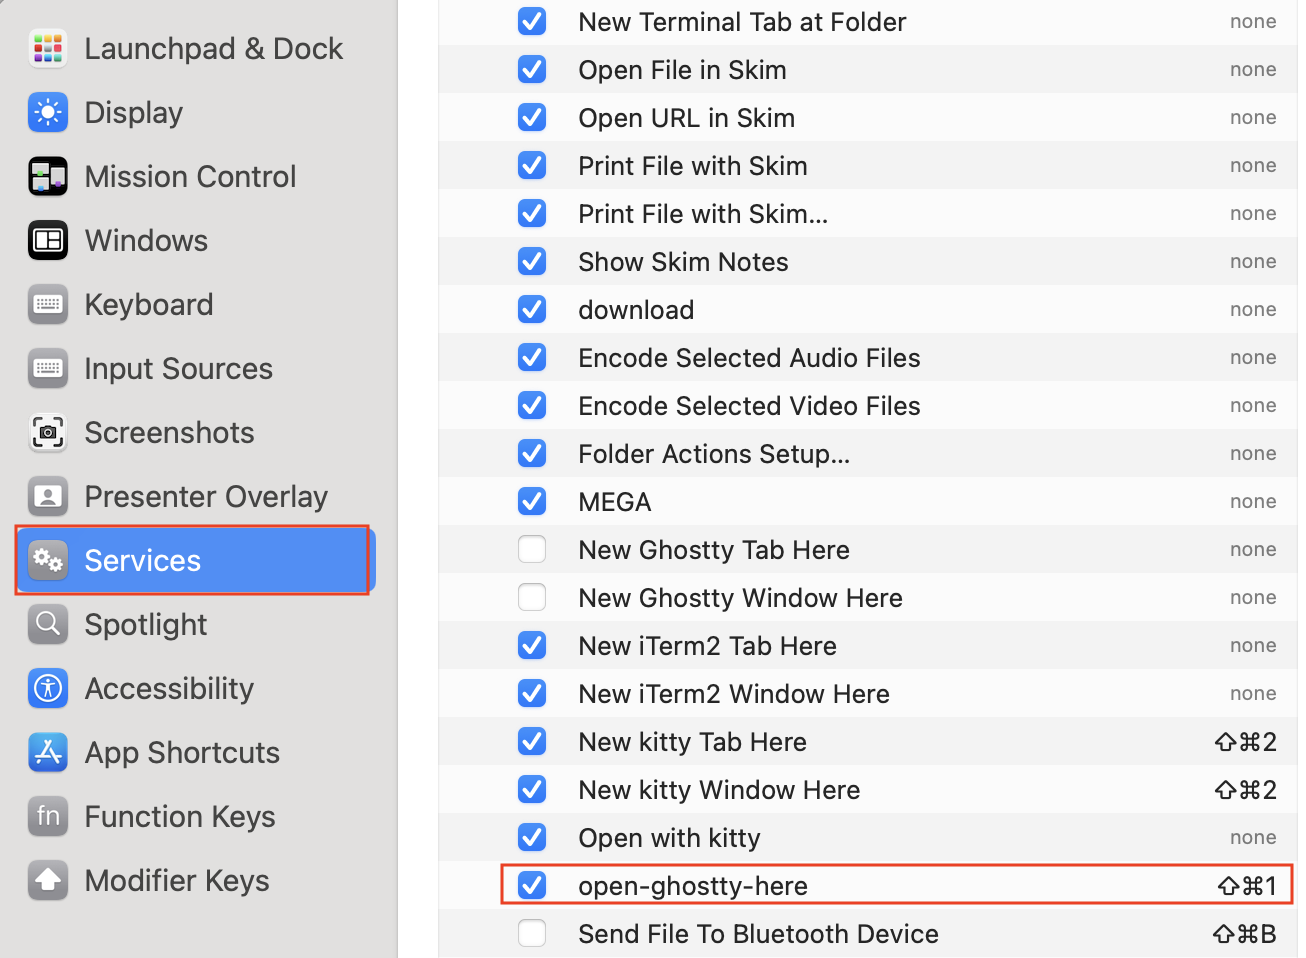 Launchpad & Dock
Display
Mission Control
Windows
Keyboard
Input Sources
Screenshots
Presenter Overlay
Services
Spotlight
Accessibility
App Shortcuts
fn Function Keys
Modifier Keys
New Terminal Tab at Folder none
Open File in Skim none
Open URL in Skim none
Print File with Skim none
Print File with Skim... none
Show Skim Notes none
download none
Encode Selected Audio Files none
Encode Selected Video Files none
Folder Actions Setup... none
MEGA none
New Ghostty Tab Here none
New Ghostty Window Here none
New iTerm2 Tab Here none
New iTerm2 Window Here none
New kitty Tab Here ⇧⌘2
New kitty Window Here ⇧⌘2
Open with kitty none
open-ghostty-here ⇧⌘1
Send File To Bluetooth Device ⇧⌘B